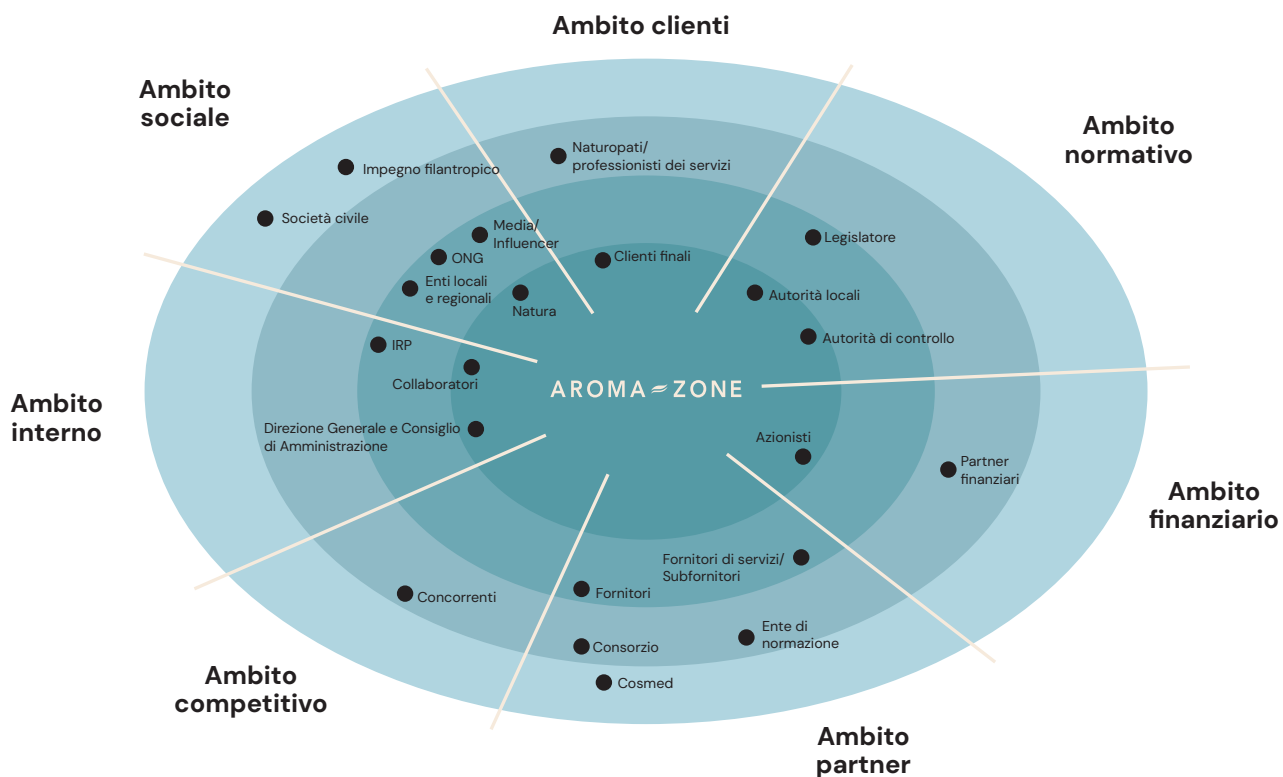 Ambito clienti
Ambito
sociale
Ambito
normativo
Impegno filantropico
Società civile
Naturopati/
professionisti dei servizi
Media/
Influencer
ONG
Enti locali
e regionali
Natura
Clienti finali
Legislatore
Autorità locali
Autorità di controllo
IRP
Collaboratori
AROMA ZONE
Ambito
interno
Direzione Generale e Consiglio
di Amministrazione
Azionisti
Partner
finanziari
Ambito
finanziario
Fornitori di servizi/
Subfornitori
Fornitori
Concorrenti
Ente di
normazione
Consorzio
Cosmed
Ambito
competitivo
Ambito
partner